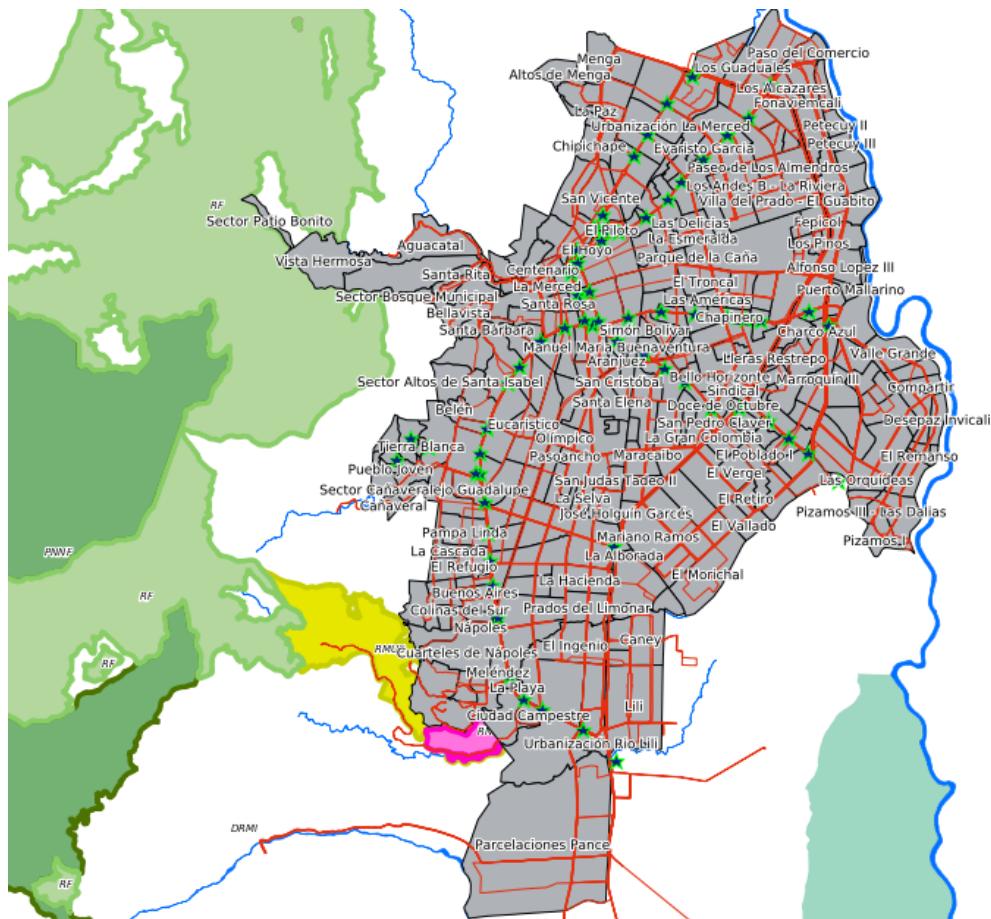 Paso del Comercio
Menga
Los Guaduales
Altos de Menga
Los Alcazares
Fonaviemcali
La Paz
Urbanización La Merced
Petecuy II
Chipichape
Evaristo García
Petecuy III
Paseo de Los Almendros
Los Andes B - La Riviera
San Vicente
Villa del Prado - El Guabito
RF
Sector Patio Bonito
Las Delicias
Fepicol
El Piloto
La Esmeralda
Aguacatal
El Hoyo
Los Pinos
Vista Hermosa
Parque de la Caña
Santa Rita
Centenario
Alfonso Lopez III
El Troncal
La Merced
Puerto Mallarino
Sector Bosque Municipal
Santa Rosa
Las Américas
Bellavista
Chapinero
Santa Bárbara
Simón Bolívar
Charco Azul
Manuel María Buenaventura
Valle Grande
Aranjuez
Lleras Restrepo
Sector Altos de Santa Isabel
San Cristóbal
Bello Horizonte
Marroquín III
Compartir
Sindical
Santa Elena
Belén
Doce de Octubre
Eucarístico
San Pedro Claver
Desepaz Invicali
Olímpico
La Gran Colombia
Tierra Blanca
Pasoancho
Maracaibo
El Poblado I
El Remanso
Pueblo Joven
El Vergel
San Judas Tadeo II
Las Orquídeas
Sector Cañaveralejo Guadalupe
La Selva
El Retiro
Cañaveral
José Holguín Garcés
Pizamos III - Las Dalias
El Vallado
Pampa Linda
Mariano Ramos
Pizamos I
PNNF
La Cascada
La Alborada
El Refugio
El Morichal
La Hacienda
RF
Buenos Aires
Colinas del Sur
Prados del Limonar
Nápoles
Caney
El Ingenio
Cuarteles de Nápoles
RF
Meléndez
La Playa
Lili
Ciudad Campestre
Urbanización Rio Lili
DRMI
Parcelaciones Pance
RF